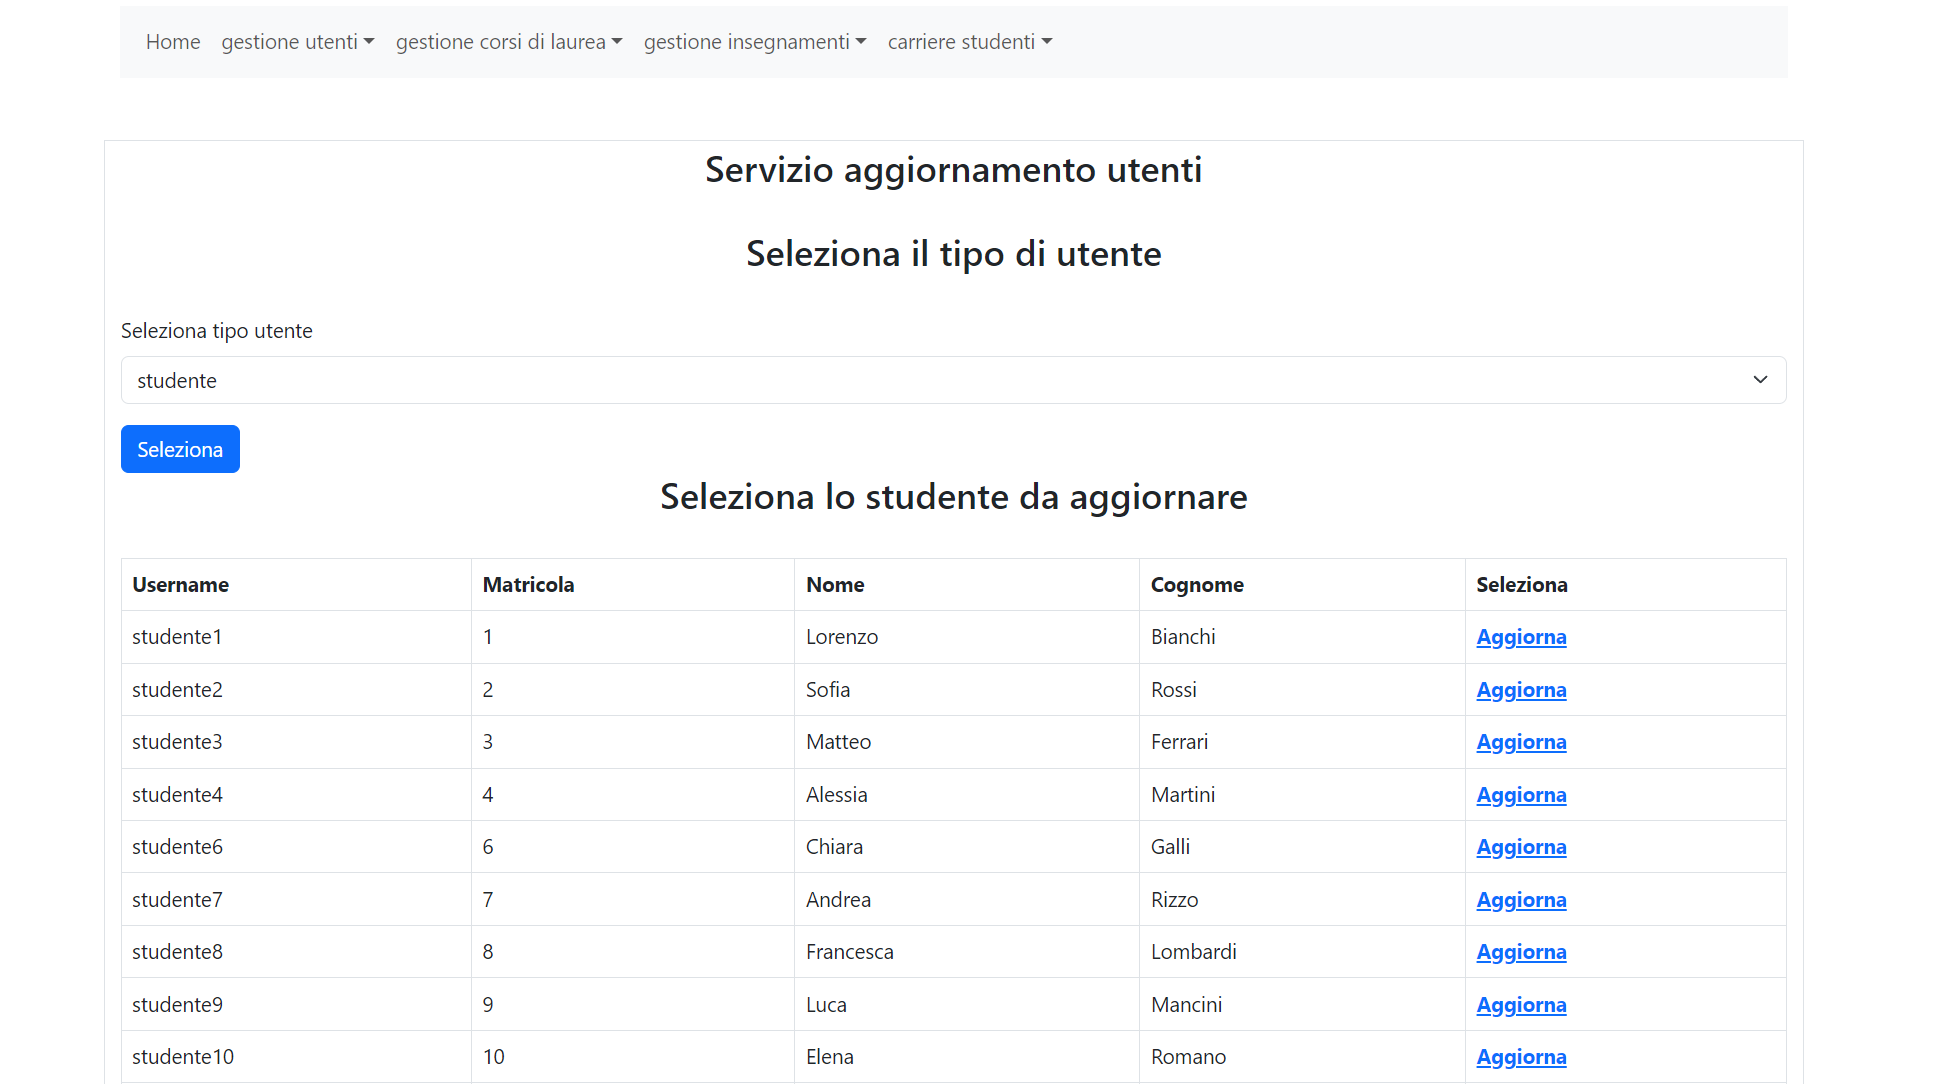 Home gestione utenti gestione corsi di laurea gestione insegnamenti carriere studenti
Servizio aggiornamento utenti
Seleziona il tipo di utente
Seleziona tipo utente
studente
Seleziona
Seleziona lo studente da aggiornare
Username Matricola Nome Cognome Seleziona
studente1 1 Lorenzo Bianchi Aggiorna
studente2 2 Sofia Rossi Aggiorna
studente3 3 Matteo Ferrari Aggiorna
studente4 4 Alessia Martini Aggiorna
studente6 6 Chiara Galli Aggiorna
studente7 7 Andrea Rizzo Aggiorna
studente8 8 Francesca Lombardi Aggiorna
studente9 9 Luca Mancini Aggiorna
studente10 10 Elena Romano Aggiorna